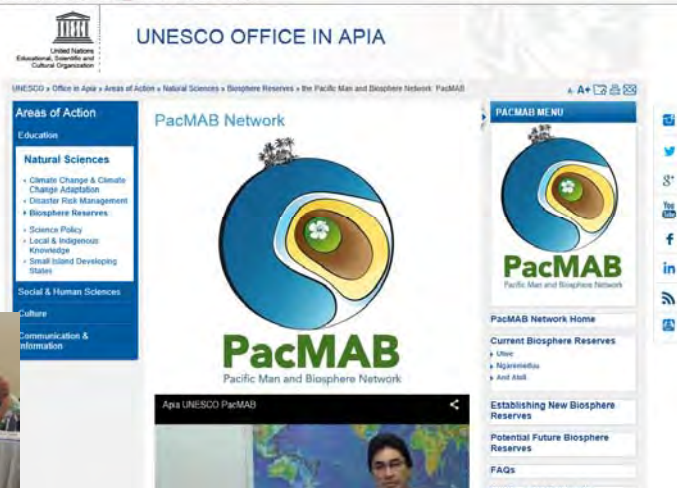 United Nations
Educational, Scientific and
Cultural Organization
UNESCO OFFICE IN APIA
UNESCO » Office in Apia » Areas of Action » Natural Sciences » Biosphere Reserves » the Pacific Man and Biosphere Network PacMAB
A- A+
Areas of Action
Education
Natural Sciences
Climate Change & Climate
Change Adaptation
Disaster Risk Management
Biosphere Reserves
Science Policy
Local & Indigenous
Knowledge
Small Island Developing
States
Social & Human Sciences
Culture
Communication &
Information
PacMAB Network
PacMAB
Pacific Man and Biosphere Network
Apia UNESCO PacMAB
PACMAB MENU
PacMAB
Pacific Man and Biosphere Network
PacMAB Network Home
Current Biosphere Reserves
Utwe
Ngaremeduu
And Atoll
Establishing New Biosphere
Reserves
Potential Future Biosphere
Reserves
FAQs
g+
You
Tube
f
in